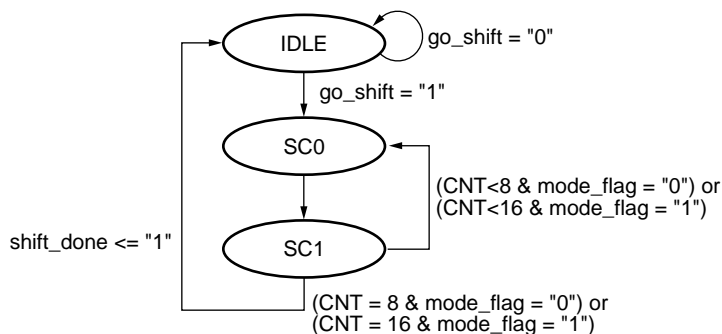 IDLE
go_shift = "0"
go_shift = "1"
SC0
(CNT<8 & mode_flag = "0") or
(CNT<16 & mode_flag = "1")
shift_done <= "1"
SC1
(CNT = 8 & mode_flag = "0") or
(CNT = 16 & mode_flag = "1")